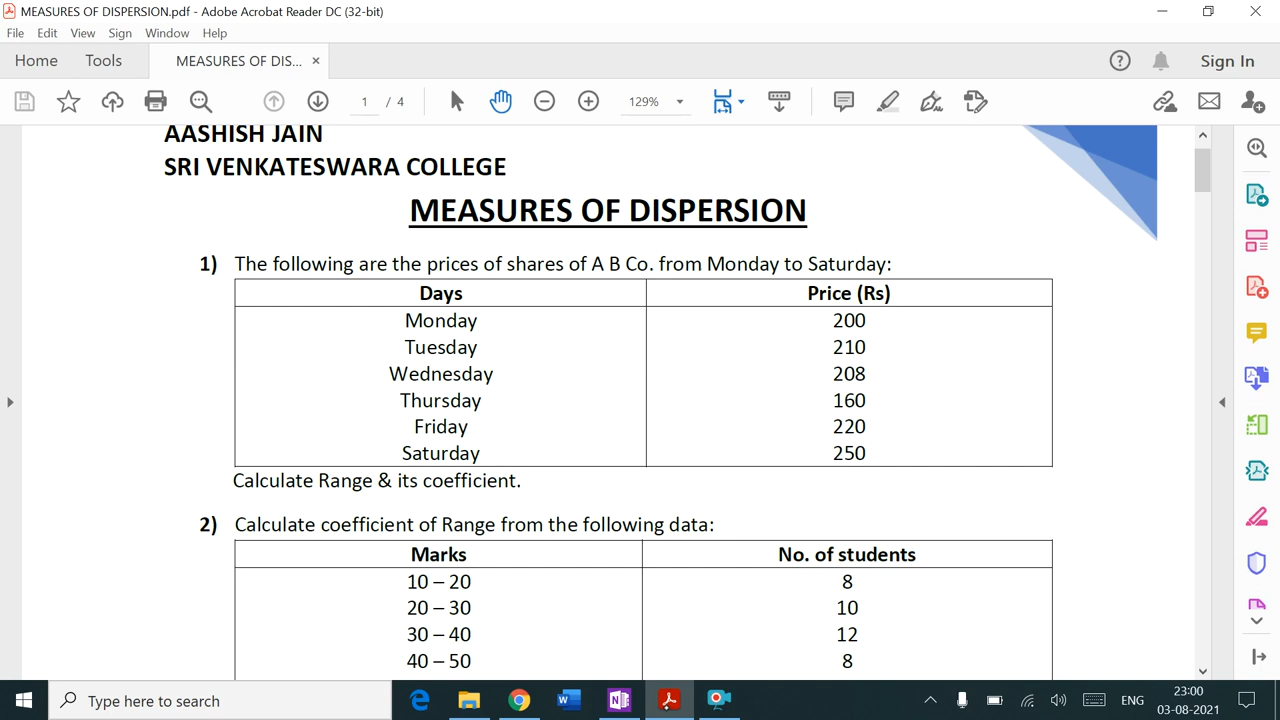 MEASURES OF DISPERSION.pdf - Adobe Acrobat Reader DC (32-bit)
File Edit View Sign Window Help
Home Tools MEASURES OF DIS... × Sign In
1 / 4 129%
AASHISH JAIN
SRI VENKATESWARA COLLEGE
MEASURES OF DISPERSION
1) The following are the prices of shares of A B Co. from Monday to Saturday:
Days Price (Rs)
Monday 200
Tuesday 210
Wednesday 208
Thursday 160
Friday 220
Saturday 250
Calculate Range & its coefficient.
2) Calculate coefficient of Range from the following data:
Marks No. of students
10 – 20 8
20 – 30 10
30 – 40 12
40 – 50 8
Type here to search ENG 23:00
03-08-2021